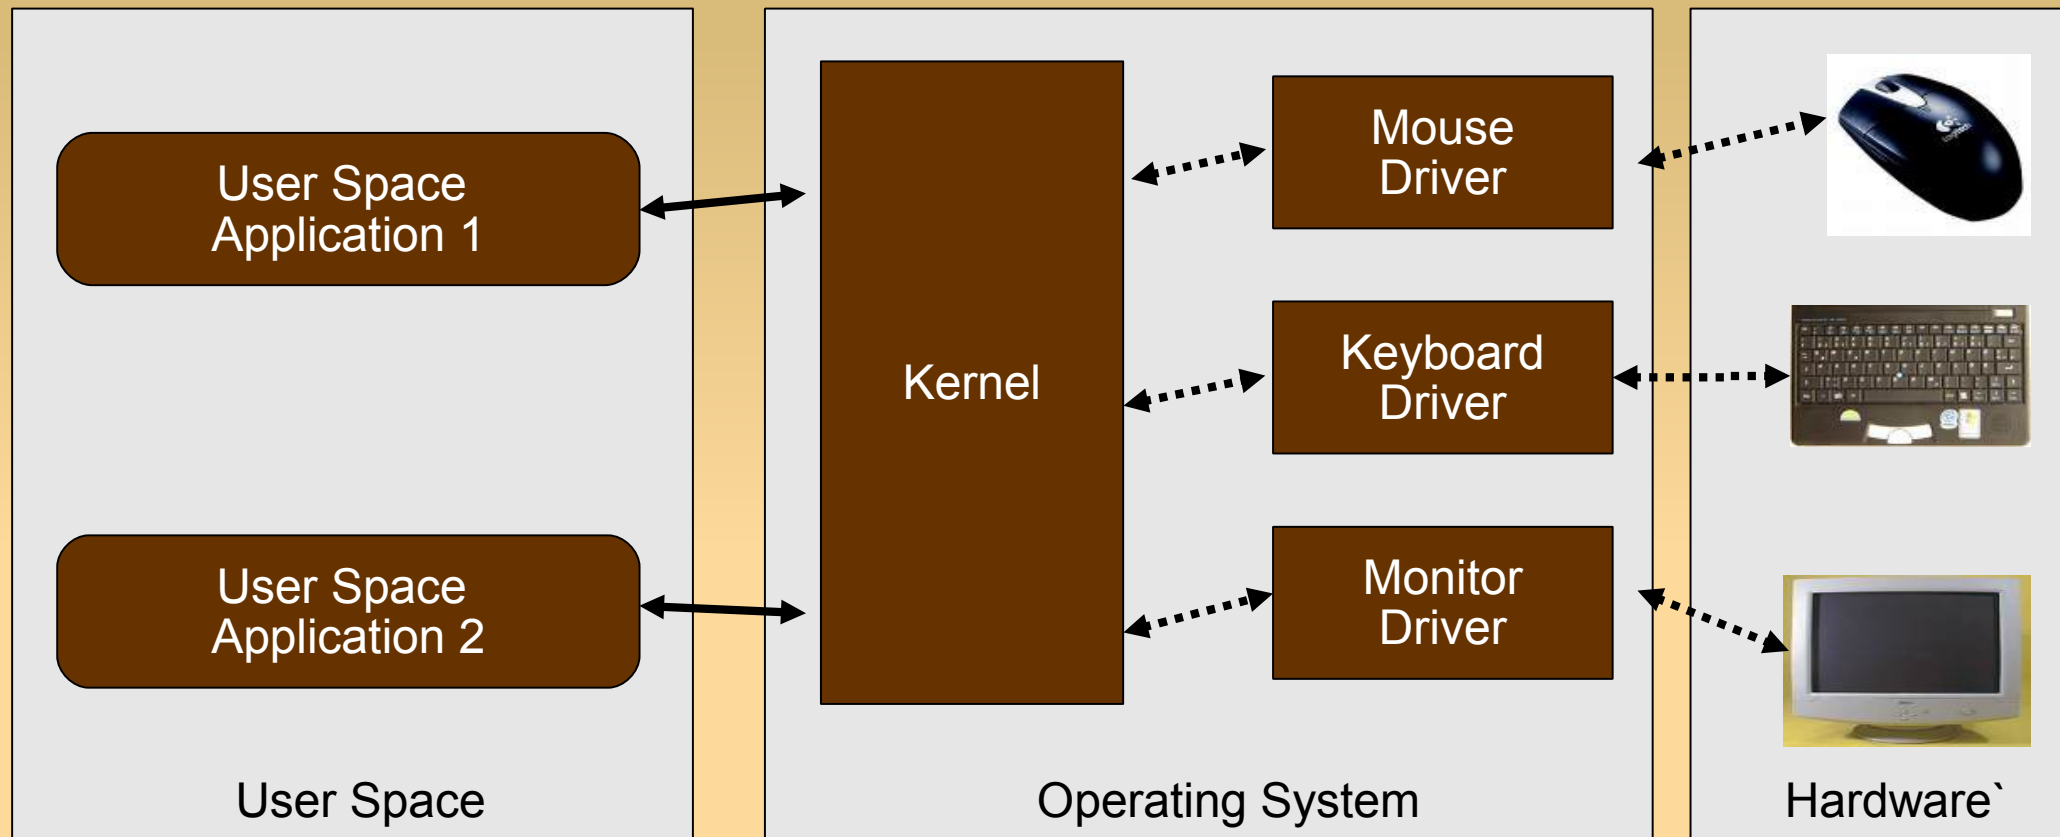 User Space
Application 1
User Space
Application 2
User Space
Kernel
Mouse
Driver
Keyboard
Driver
Monitor
Driver
Operating System
Logitech
Hardware`